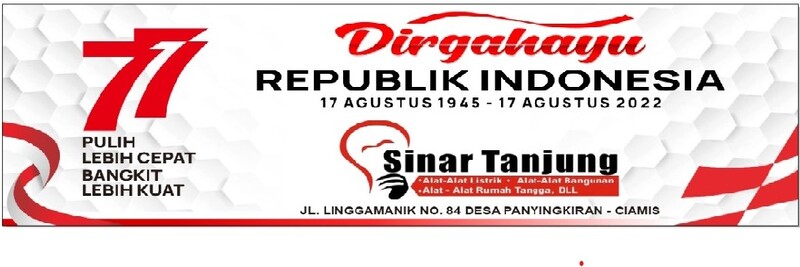 77
PULIH
LEBIH CEPAT
BANGKIT
LEBIH KUAT
Dirgahayu
REPUBLIK INDONESIA
17 AGUSTUS 1945 - 17 AGUSTUS 2022
Sinar Tanjung
• Alat-Alat Listrik • Alat-Alat Bangunan
• Alat - Alat Rumah Tangga, DLL
JL. LINGGAMANIK NO. 84 DESA PANYINGKIRAN - CIAMIS